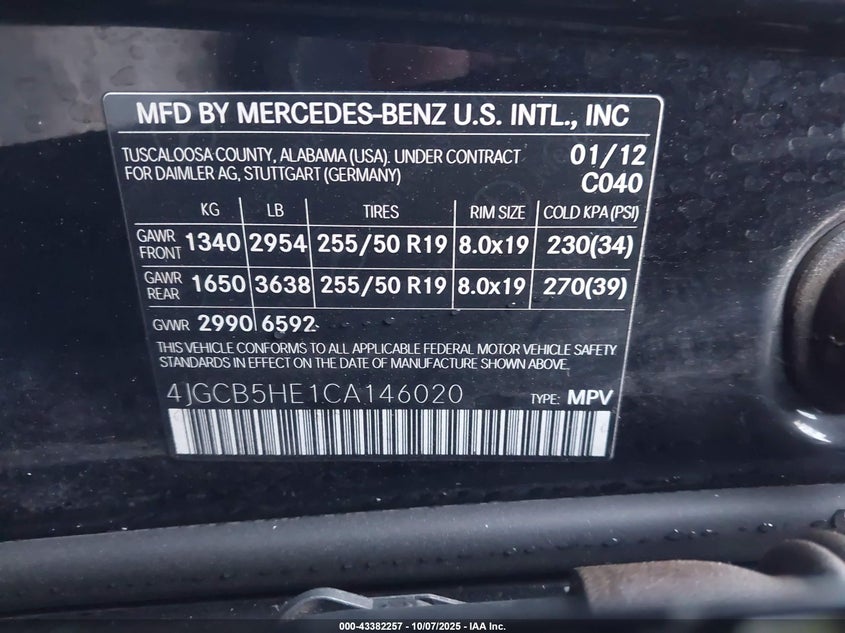 MFD BY MERCEDES-BENZ U.S. INTL., INC
TUSCALOOSA COUNTY, ALABAMA (USA). UNDER CONTRACT 01/12
FOR DAIMLER AG, STUTTGART (GERMANY) C040
KG LB TIRES RIM SIZE COLD KPA (PSI)
GAWR FRONT 1340 2954 255/50 R19 8.0x19 230(34)
GAWR REAR 1650 3638 255/50 R19 8.0x19 270(39)
GVWR 2990 6592
THIS VEHICLE CONFORMS TO ALL APPLICABLE FEDERAL MOTOR VEHICLE SAFETY
STANDARDS IN EFFECT ON THE DATE OF MANUFACTURE SHOWN ABOVE.
4JGCB5HE1CA146020 TYPE: MPV
000-43382257 - 10/07/2025 - IAA Inc.